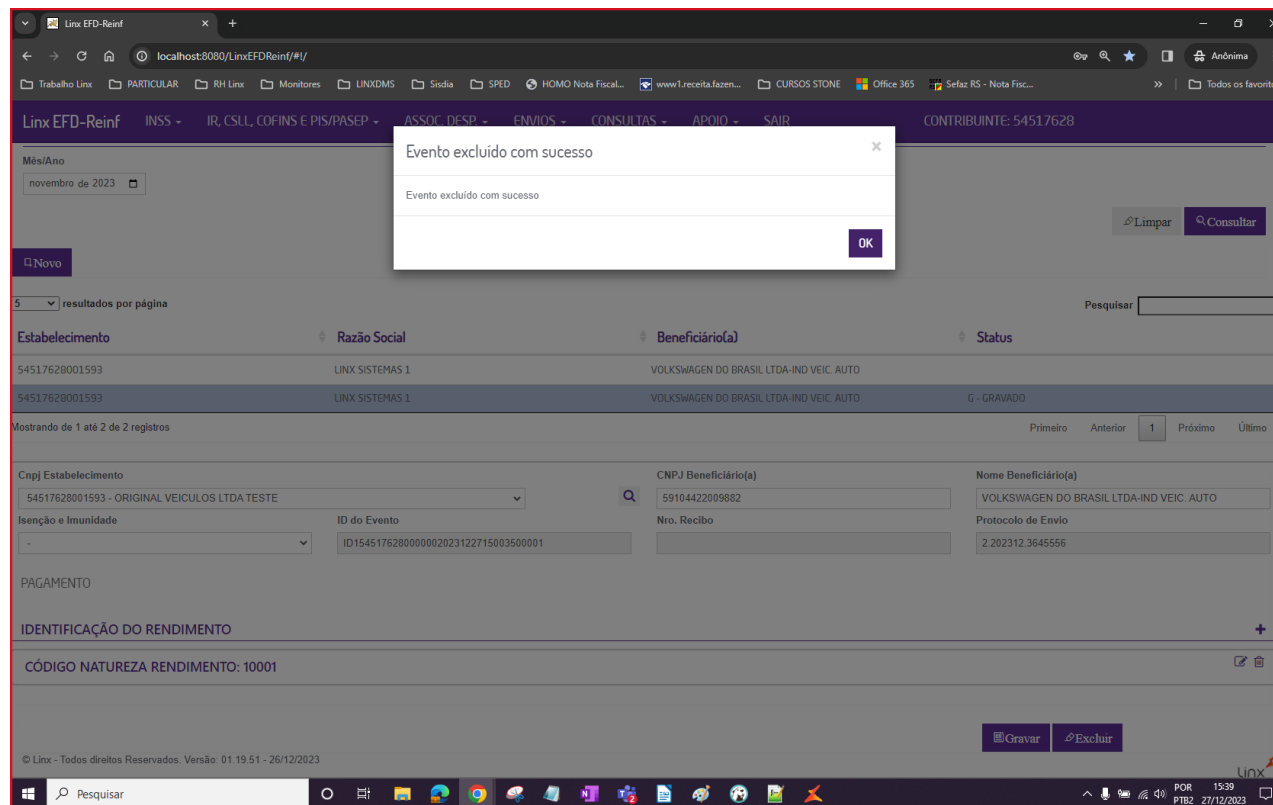 Linx EFD-Reinf
localhost:8080/LinxEFDReinf/#!/
Anônima
Trabalho Linx PARTICULAR RH Linx Monitores LINXDMS Sisdia SPED HOMO Nota Fiscal... www1.receita.fazen... CURSOS STONE Office 365 Sefaz RS - Nota Fisc... » Todos os favorito
Linx EFD-Reinf INSS IR, CSLL, COFINS E PIS/PASEP ASSOC. DESP. ENVIOS CONSULTAS APOIO SAIR CONTRIBUINTE: 54517628
Evento excluído com sucesso ×
Mês/Ano
novembro de 2023
Evento excluído com sucesso
Limpar Consultar
OK
Novo
5 resultados por página
Pesquisar
Estabelecimento Razão Social Beneficiário(a) Status
54517628001593 LINX SISTEMAS 1 VOLKSWAGEN DO BRASIL LTDA-IND VEIC. AUTO
54517628001593 LINX SISTEMAS 1 VOLKSWAGEN DO BRASIL LTDA-IND VEIC. AUTO G - GRAVADO
Mostrando de 1 até 2 de 2 registros Primeiro Anterior 1 Próximo Último
Cnpj Estabelecimento CNPJ Beneficiário(a) Nome Beneficiário(a)
54517628001593 - ORIGINAL VEICULOS LTDA TESTE 59104422009882 VOLKSWAGEN DO BRASIL LTDA-IND VEIC. AUTO
Isenção e Imunidade ID do Evento Nro. Recibo Protocolo de Envio
- ID1545176280000002023122715003500001 2.202312.3645556
PAGAMENTO
IDENTIFICAÇÃO DO RENDIMENTO +
CÓDIGO NATUREZA RENDIMENTO: 10001
Gravar Excluir
© Linx - Todos direitos Reservados. Versão: 01.19.51 - 26/12/2023
Linx
Pesquisar
POR 15:39
PTB2 27/12/2023